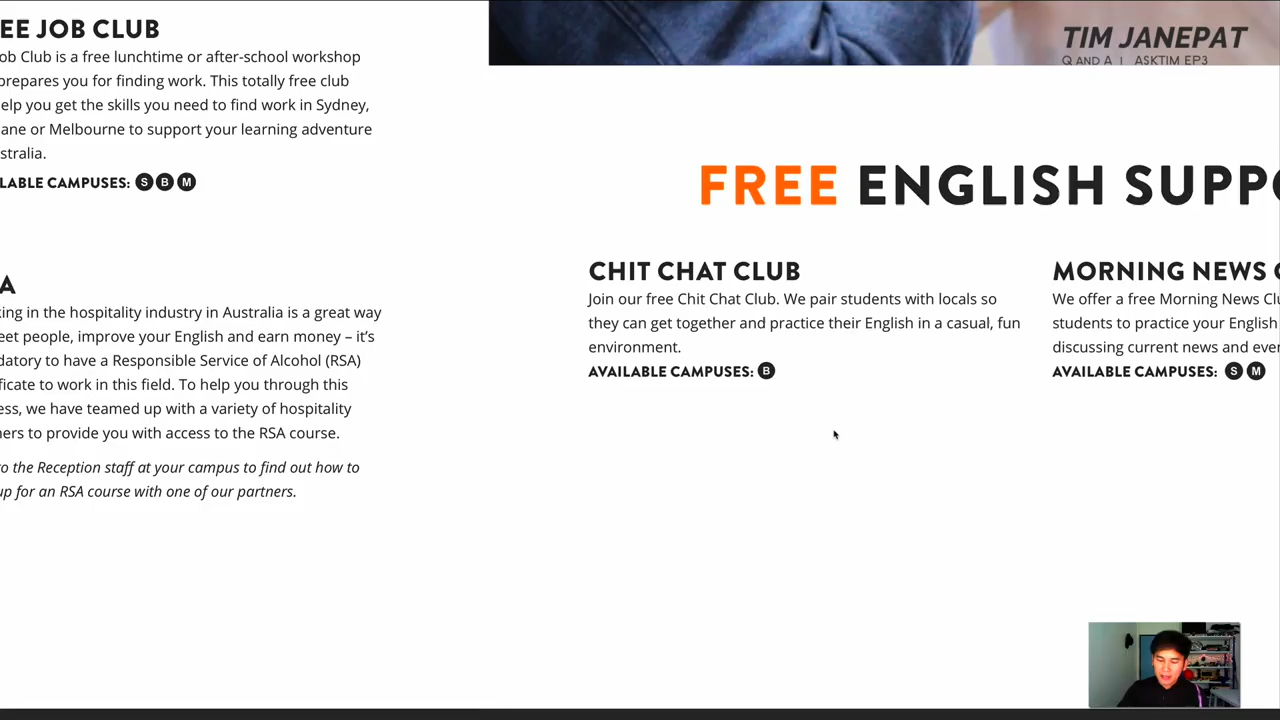 EE JOB CLUB
ob Club is a free lunchtime or after-school workshop
prepares you for finding work. This totally free club
elp you get the skills you need to find work in Sydney,
ane or Melbourne to support your learning adventure
stralia.
LABLE CAMPUSES: S B M
A
king in the hospitality industry in Australia is a great way
eet people, improve your English and earn money – it's
datory to have a Responsible Service of Alcohol (RSA)
ficate to work in this field. To help you through this
ess, we have teamed up with a variety of hospitality
ners to provide you with access to the RSA course.
to the Reception staff at your campus to find out how to
up for an RSA course with one of our partners.
TIM JANEPAT
Q AND A | ASKTIM EP3
FREE ENGLISH SUPPO
CHIT CHAT CLUB
Join our free Chit Chat Club. We pair students with locals so
they can get together and practice their English in a casual, fun
environment.
AVAILABLE CAMPUSES: B
MORNING NEWS C
We offer a free Morning News Clu
students to practice your English
discussing current news and ever
AVAILABLE CAMPUSES: S M